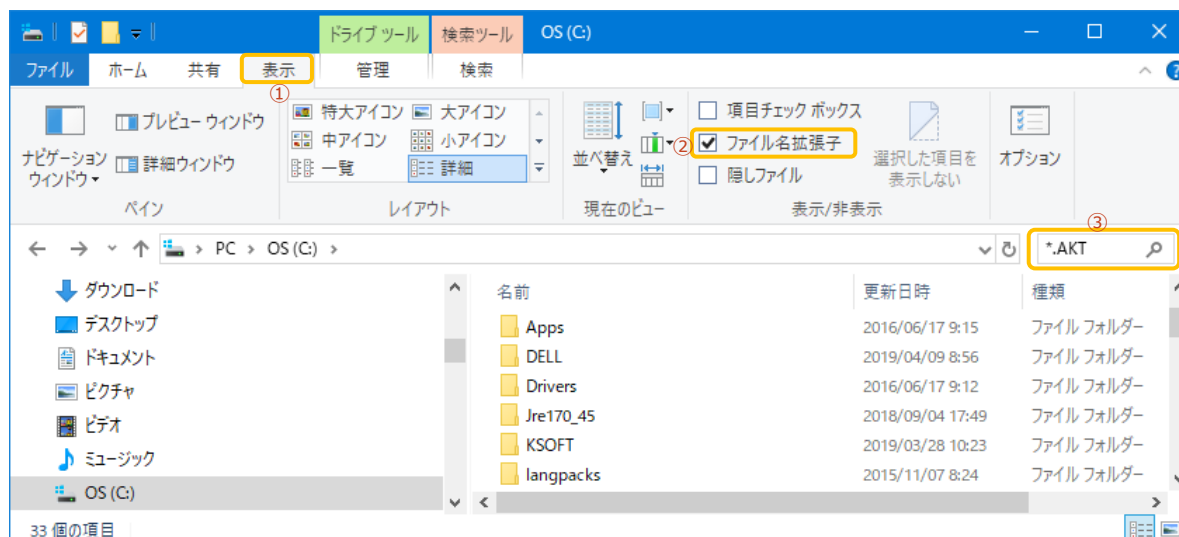 ドライブ ツール 検索ツール OS (C:)
ファイル ホーム 共有 表示 管理 検索
①
プレビュー ウィンドウ
詳細ウィンドウ
ナビゲーション
ウィンドウ
ペイン
特大アイコン 大アイコン
中アイコン 小アイコン
一覧 詳細
レイアウト
並べ替え
現在のビュー
項目チェック ボックス
② ファイル名拡張子
隠しファイル
選択した項目を
表示しない
表示/非表示
オプション
③
PC OS (C:) *.AKT
ダウンロード
デスクトップ
ドキュメント
ピクチャ
ビデオ
ミュージック
OS (C:)
名前 更新日時 種類
Apps 2016/06/17 9:15 ファイル フォルダー
DELL 2019/04/09 8:56 ファイル フォルダー
Drivers 2016/06/17 9:12 ファイル フォルダー
Jre170_45 2018/09/04 17:49 ファイル フォルダー
KSOFT 2019/03/28 10:23 ファイル フォルダー
langpacks 2015/11/07 8:24 ファイル フォルダー
33 個の項目